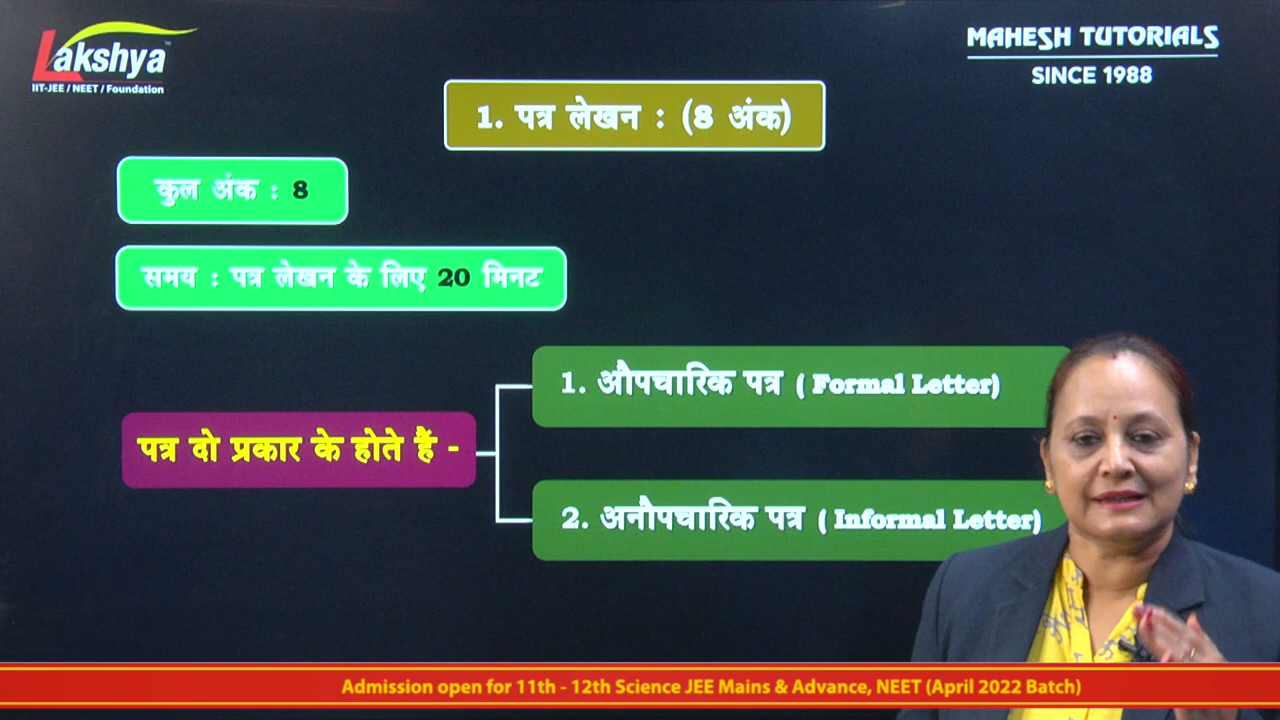 Lakshya
IIT-JEE / NEET / Foundation
MAHESH TUTORIALS
SINCE 1988
1. पत्र लेखन : (8 अंक)
कुल अंक : 8
समय : पत्र लेखन के लिए 20 मिनट
पत्र दो प्रकार के होते हैं -
1. औपचारिक पत्र ( Formal Letter)
2. अनौपचारिक पत्र ( Informal Letter)
Admission open for 11th - 12th Science JEE Mains & Advance, NEET (April 2022 Batch)